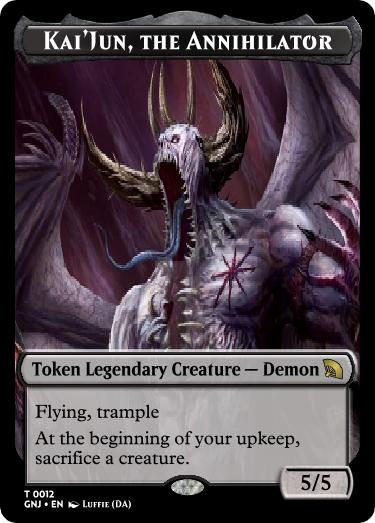 Kai'Jun, the Annihilator
Token Legendary Creature — Demon
Flying, trample
At the beginning of your upkeep,
sacrifice a creature.
5/5
T 0012
GNJ • EN Luffie (DA)